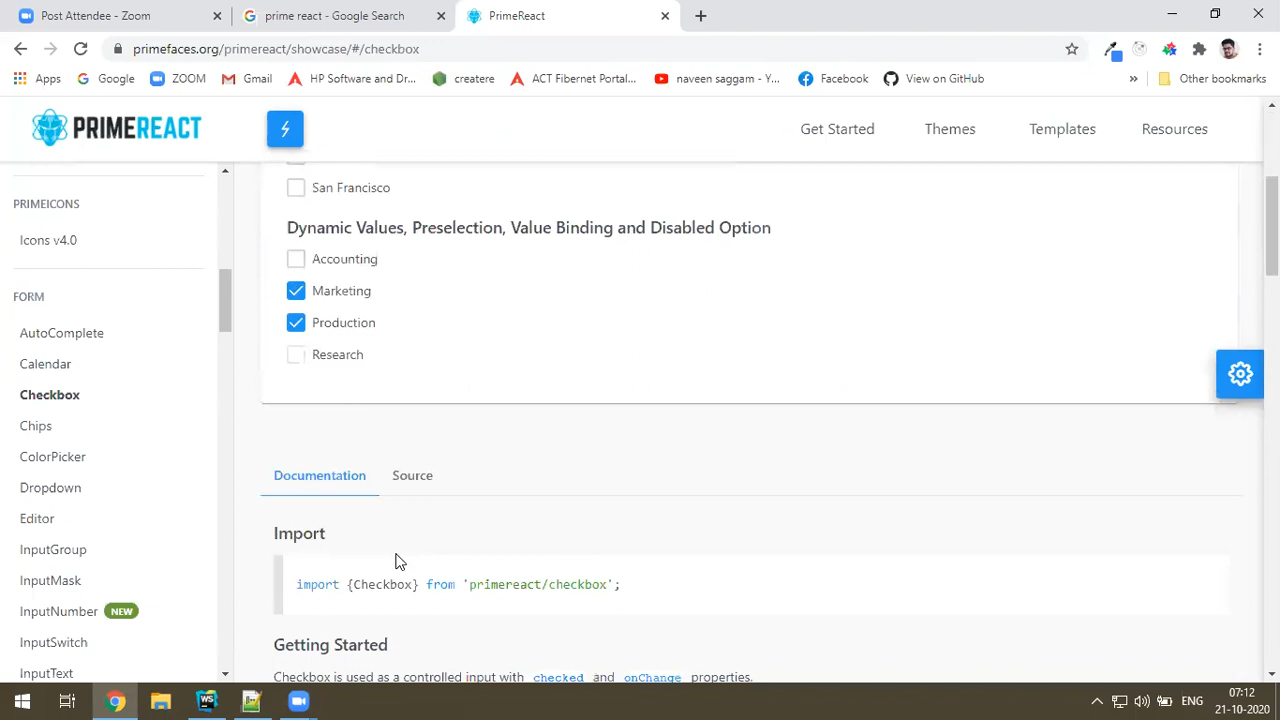 Post Attendee - Zoom
prime react - Google Search
PrimeReact
primefaces.org/primereact/showcase/#/checkbox
Apps
Google
ZOOM
Gmail
HP Software and Dr...
createre
ACT Fibernet Portal...
naveen saggam - Y...
Facebook
View on GitHub
»
Other bookmarks
PRIMEREACT
Get Started
Themes
Templates
Resources
PRIMEICONS
Icons v4.0
FORM
AutoComplete
Calendar
Checkbox
Chips
ColorPicker
Dropdown
Editor
InputGroup
InputMask
InputNumber NEW
InputSwitch
InputText
San Francisco
Dynamic Values, Preselection, Value Binding and Disabled Option
Accounting
Marketing
Production
Research
Documentation
Source
Import
import {Checkbox} from 'primereact/checkbox';
Getting Started
Checkbox is used as a controlled input with checked and onChange properties.
WS
ENG
07:12
21-10-2020